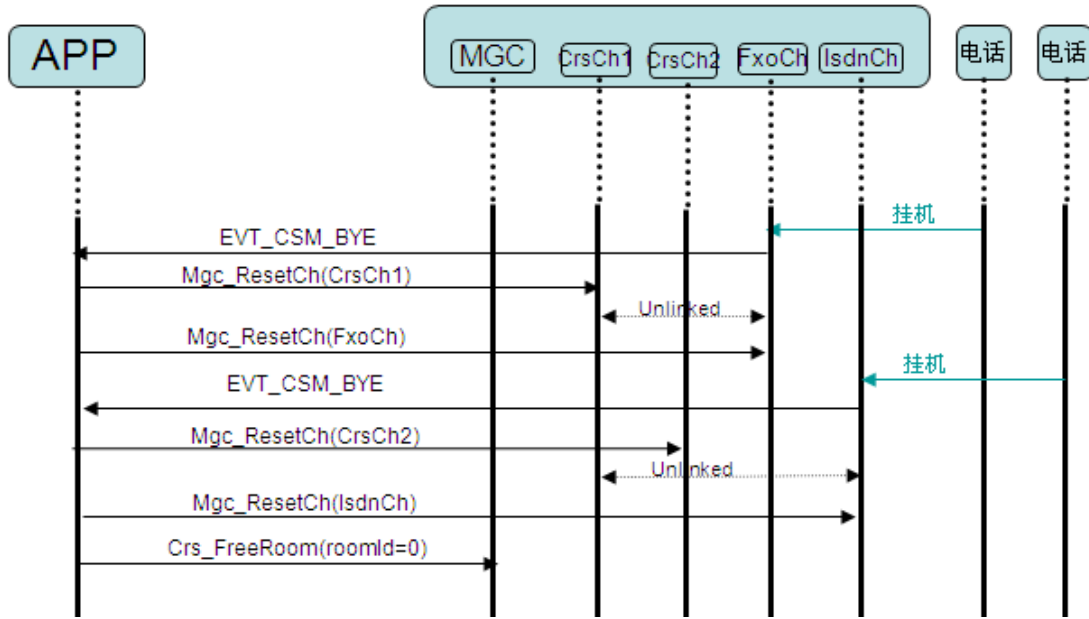 APP
MGC
CrsCh1
CrsCh2
FxoCh
IsdnCh
电话
电话
挂机
EVT_CSM_BYE
Mgc_ResetCh(CrsCh1)
Unlinked
Mgc_ResetCh(FxoCh)
挂机
EVT_CSM_BYE
Mgc_ResetCh(CrsCh2)
Unlinked
Mgc_ResetCh(IsdnCh)
Crs_FreeRoom(roomId=0)